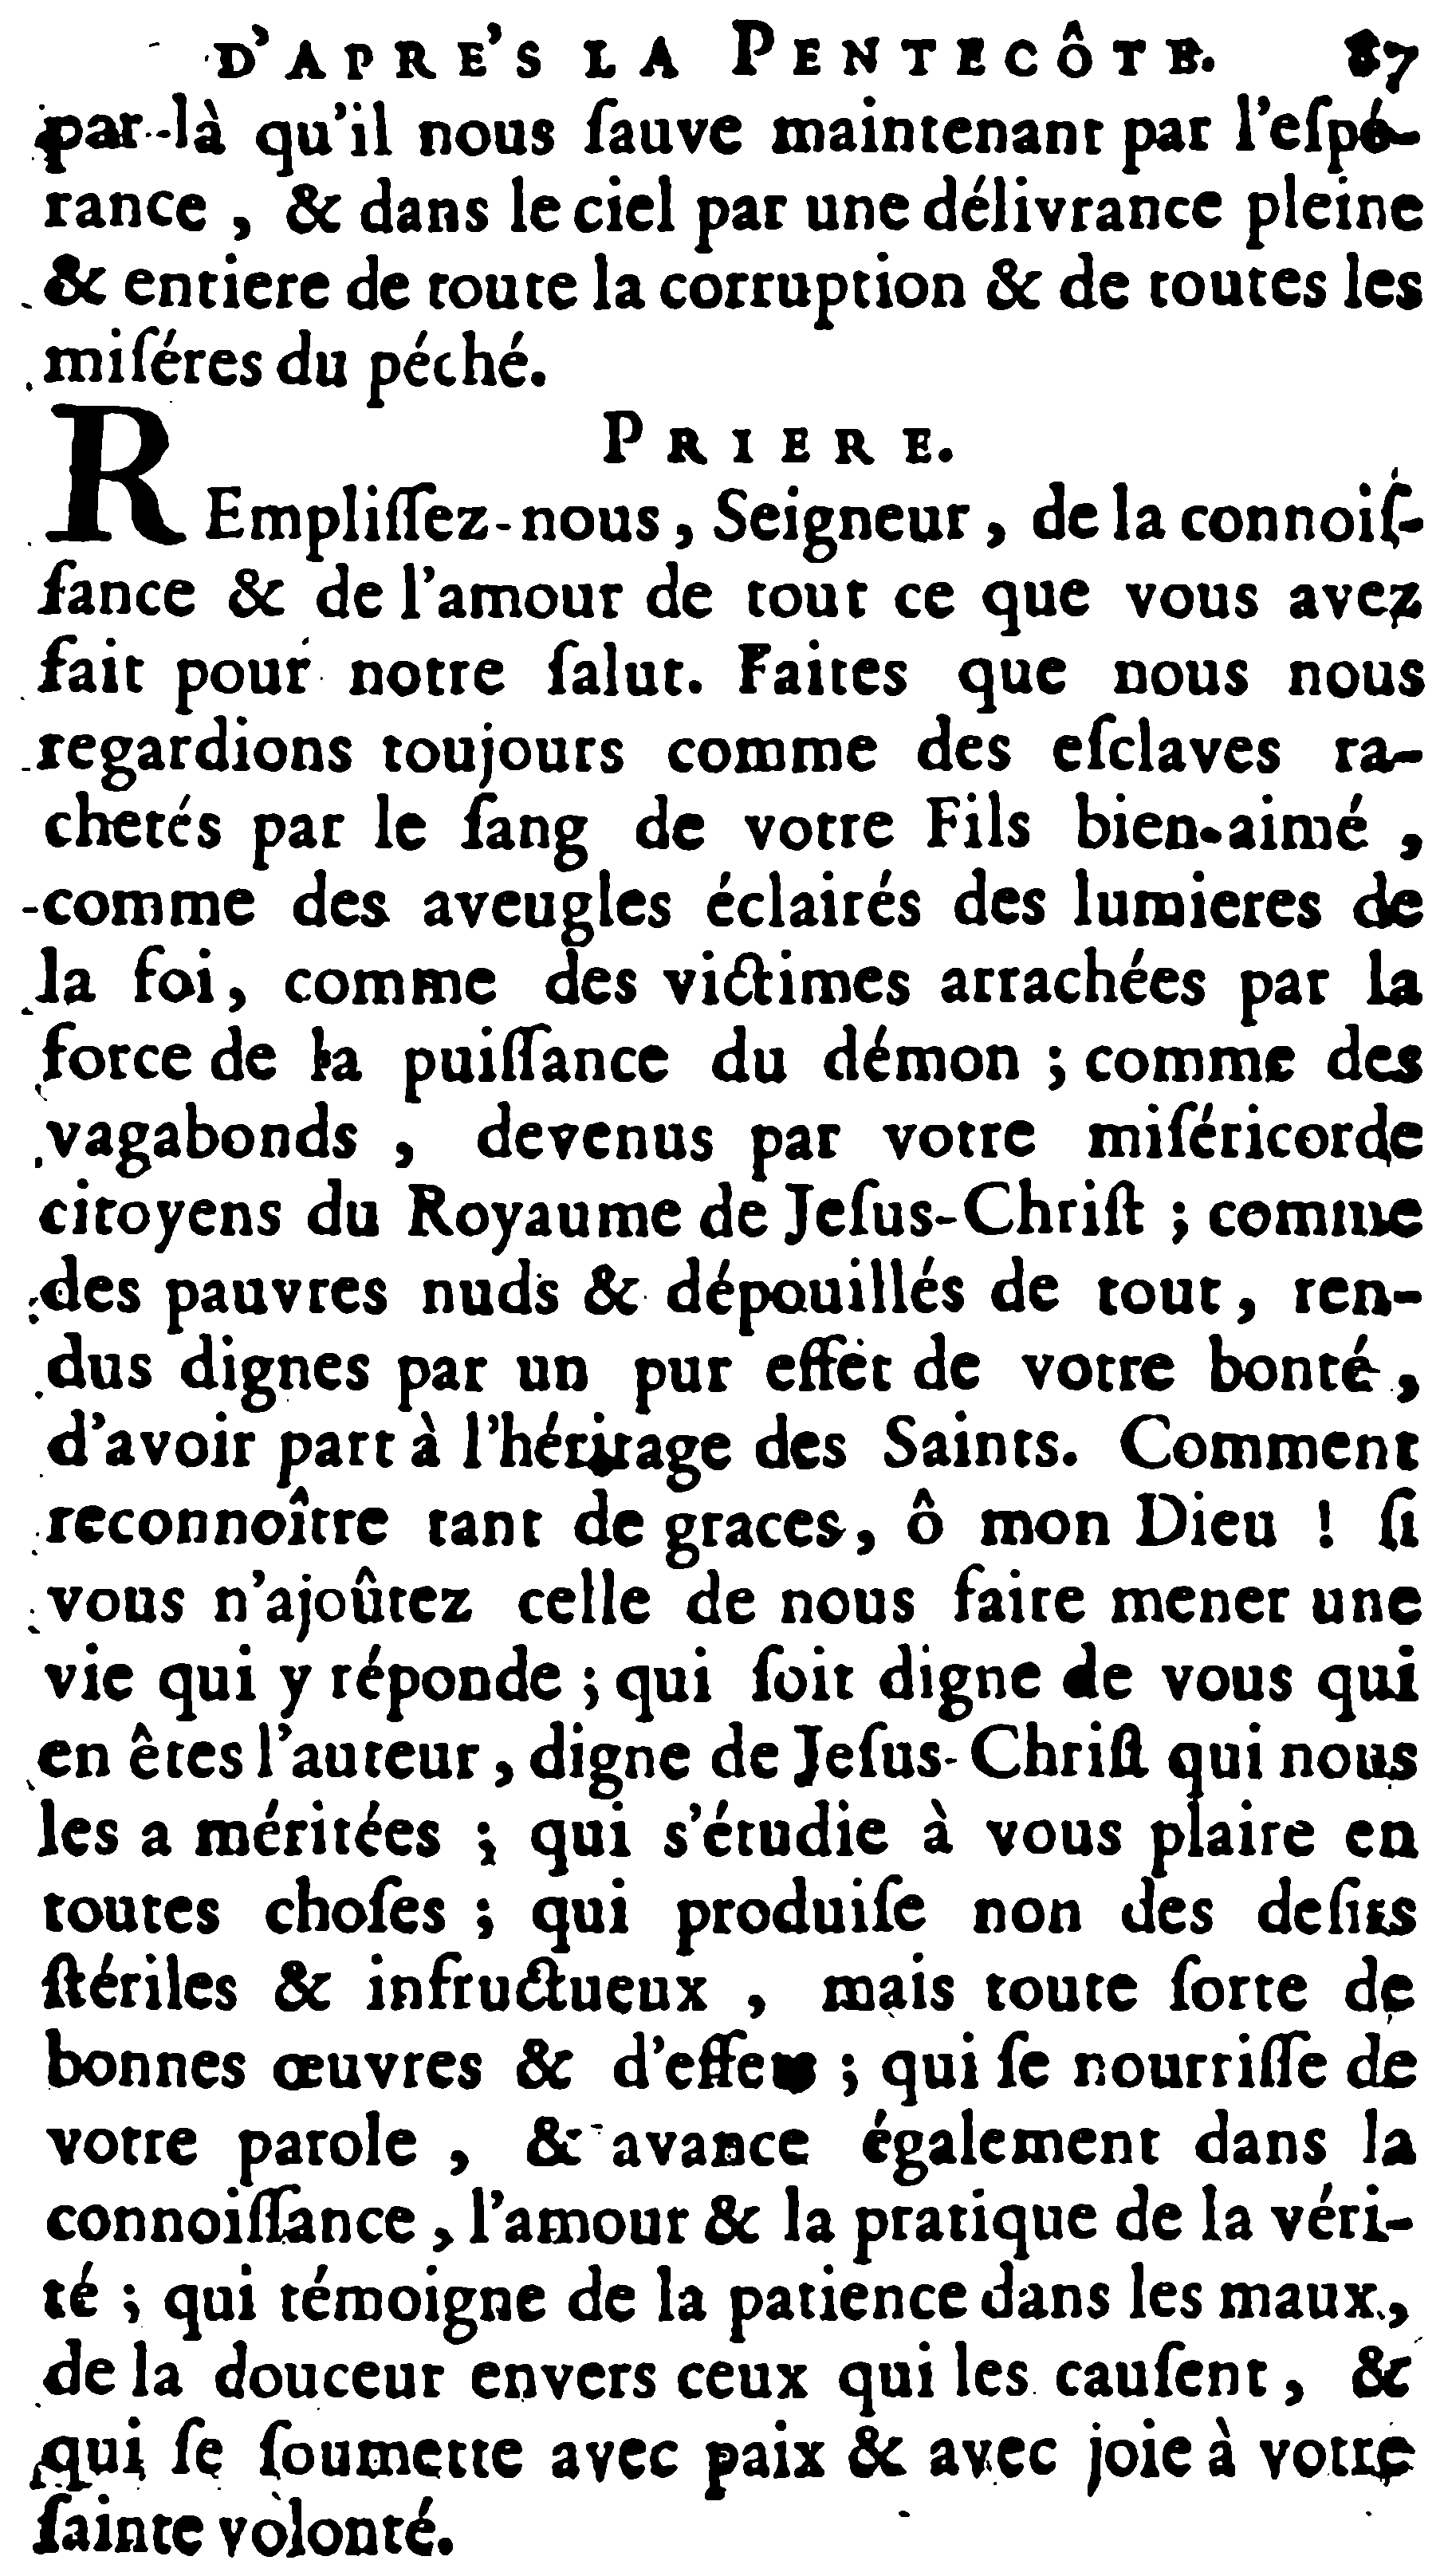 D'APRE'S LA PENTECÔTE. 87
par-là qu'il nous ſauve maintenant par l'eſpé-
rance, & dans le ciel par une délivrance pleine
& entiere de toute la corruption & de toutes les
miſéres du péché.
PRIERE.
REmpliſſez-nous, Seigneur, de la connoiſ-
ſance & de l'amour de tout ce que vous avez
fait pour notre ſalut. Faites que nous nous
regardions toujours comme des eſclaves ra-
chetés par le ſang de votre Fils bien-aimé,
comme des aveugles éclairés des lumieres de
la foi, comme des victimes arrachées par la
force de la puiſſance du démon ; comme des
vagabonds, devenus par votre miſéricorde
citoyens du Royaume de Jeſus-Chriſt ; comme
des pauvres nuds & dépouillés de tout, ren-
dus dignes par un pur effet de votre bonté,
d'avoir part à l'héritage des Saints. Comment
reconnoître tant de graces, ô mon Dieu ! ſi
vous n'ajoûtez celle de nous faire mener une
vie qui y réponde ; qui ſoit digne de vous qui
en êtes l'auteur, digne de Jeſus-Chriſt qui nous
les a méritées ; qui s'étudie à vous plaire en
toutes choſes ; qui produiſe non des deſirs
ſtériles & infructueux, mais toute ſorte de
bonnes œuvres & d'effets ; qui ſe nourriſſe de
votre parole, & avance également dans la
connoiſſance, l'amour & la pratique de la véri-
té ; qui témoigne de la patience dans les maux,
de la douceur envers ceux qui les cauſent, &
qui ſe ſoumette avec paix & avec joie à votre
ſainte volonté.